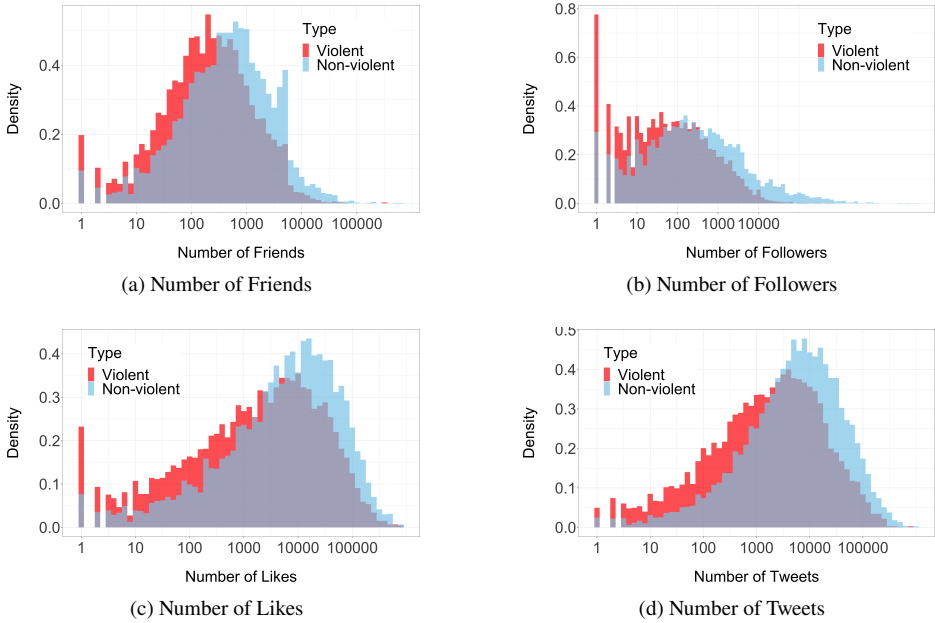 Density
0.4
0.2
0.0
Type
Violent
Non-violent
1 10 100 1000 10000 100000
Number of Friends
(a) Number of Friends
Density
0.8
0.6
0.4
0.2
0.0
Type
Violent
Non-violent
1 10 100 1000 10000
Number of Followers
(b) Number of Followers
Density
0.4
0.3
0.2
0.1
0.0
Type
Violent
Non-violent
1 10 100 1000 10000 100000
Number of Likes
(c) Number of Likes
Density
0.5
0.4
0.3
0.2
0.1
0.0
Type
Violent
Non-violent
1 10 100 1000 10000 100000
Number of Tweets
(d) Number of Tweets